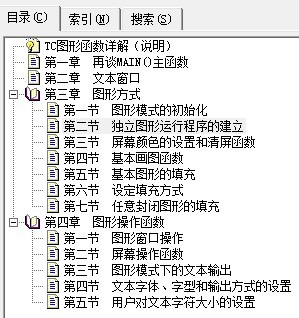 目录(C) 索引(N) 搜索(S)
TC图形函数详解（说明）
第一章 再谈MAIN()主函数
第二章 文本窗口
第三章 图形方式
第一节 图形模式的初始化
第二节 独立图形运行程序的建立
第三节 屏幕颜色的设置和清屏函数
第四节 基本画图函数
第五节 基本图形的填充
第六节 设定填充方式
第七节 任意封闭图形的填充
第四章 图形操作函数
第一节 图形窗口操作
第二节 屏幕操作函数
第三节 图形模式下的文本输出
第四节 文本字体、字型和输出方式的设置
第五节 用户对文本字符大小的设置